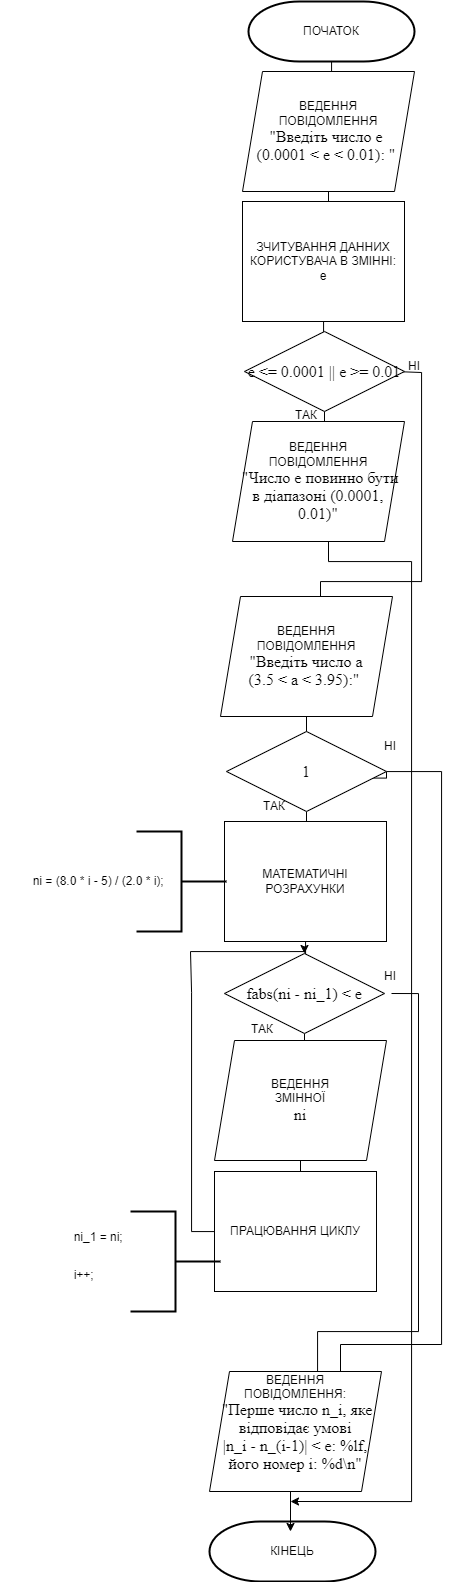 ПОЧАТОК
ВЕДЕННЯ
ПОВІДОМЛЕННЯ
"Введіть число e
(0.0001 < e < 0.01): "
ЗЧИТУВАННЯ ДАННИХ
КОРИСТУВАЧА В ЗМІННІ:
e
e <= 0.0001 || e >= 0.01
НІ
ТАК
ВЕДЕННЯ
ПОВІДОМЛЕННЯ
"Число e повинно бути
в діапазоні (0.0001,
0.01)"
ВЕДЕННЯ
ПОВІДОМЛЕННЯ
"Введіть число a
(3.5 < a < 3.95):"
НІ
1
ТАК
МАТЕМАТИЧНІ
РОЗРАХУНКИ
ni = (8.0 * i - 5) / (2.0 * i);
НІ
fabs(ni - ni_1) < e
ТАК
ВЕДЕННЯ
ЗМІННОЇ
ni
ПРАЦЮВАННЯ ЦИКЛУ
ni_1 = ni;
i++;
ВЕДЕННЯ
ПОВІДОМЛЕННЯ:
"Перше число n_i, яке
відповідає умові
|n_i - n_(i-1)| < e: %lf,
його номер i: %d\n"
КІНЕЦЬ